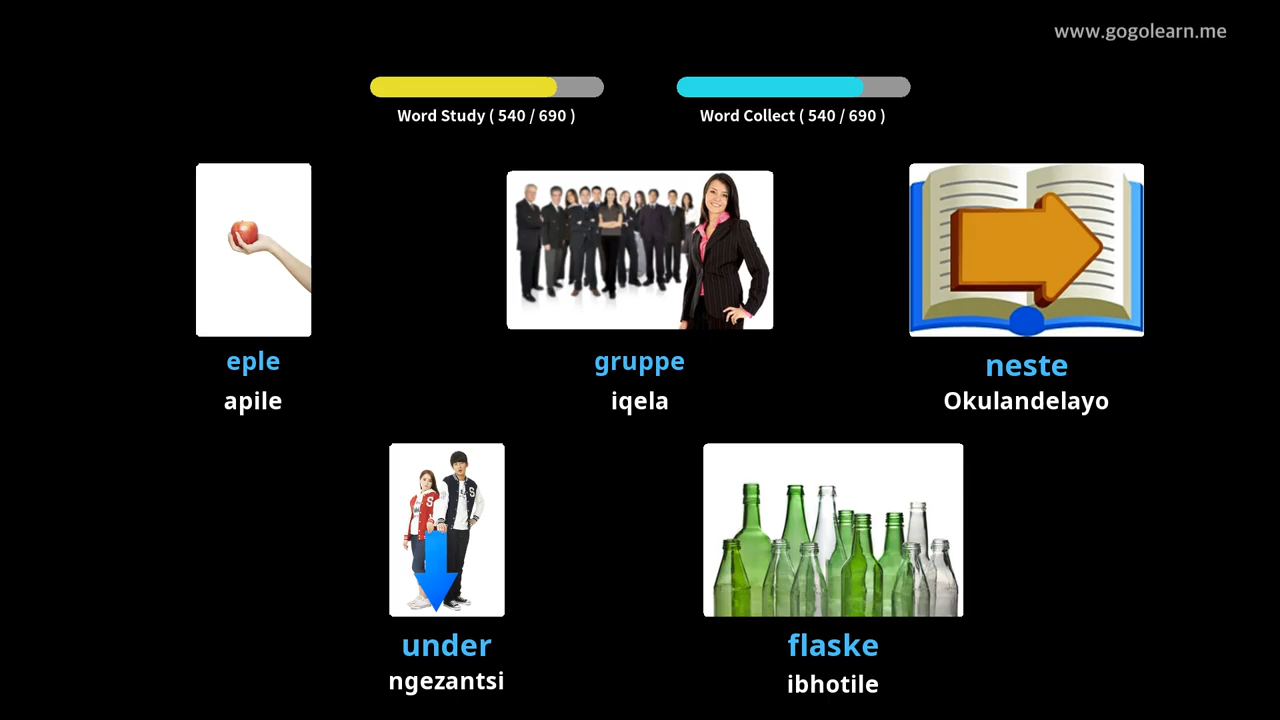 www.gogolearn.me
Word Study ( 540 / 690 )
Word Collect ( 540 / 690 )
eple
apile
gruppe
iqela
neste
Okulandelayo
under
ngezantsi
flaske
ibhotile